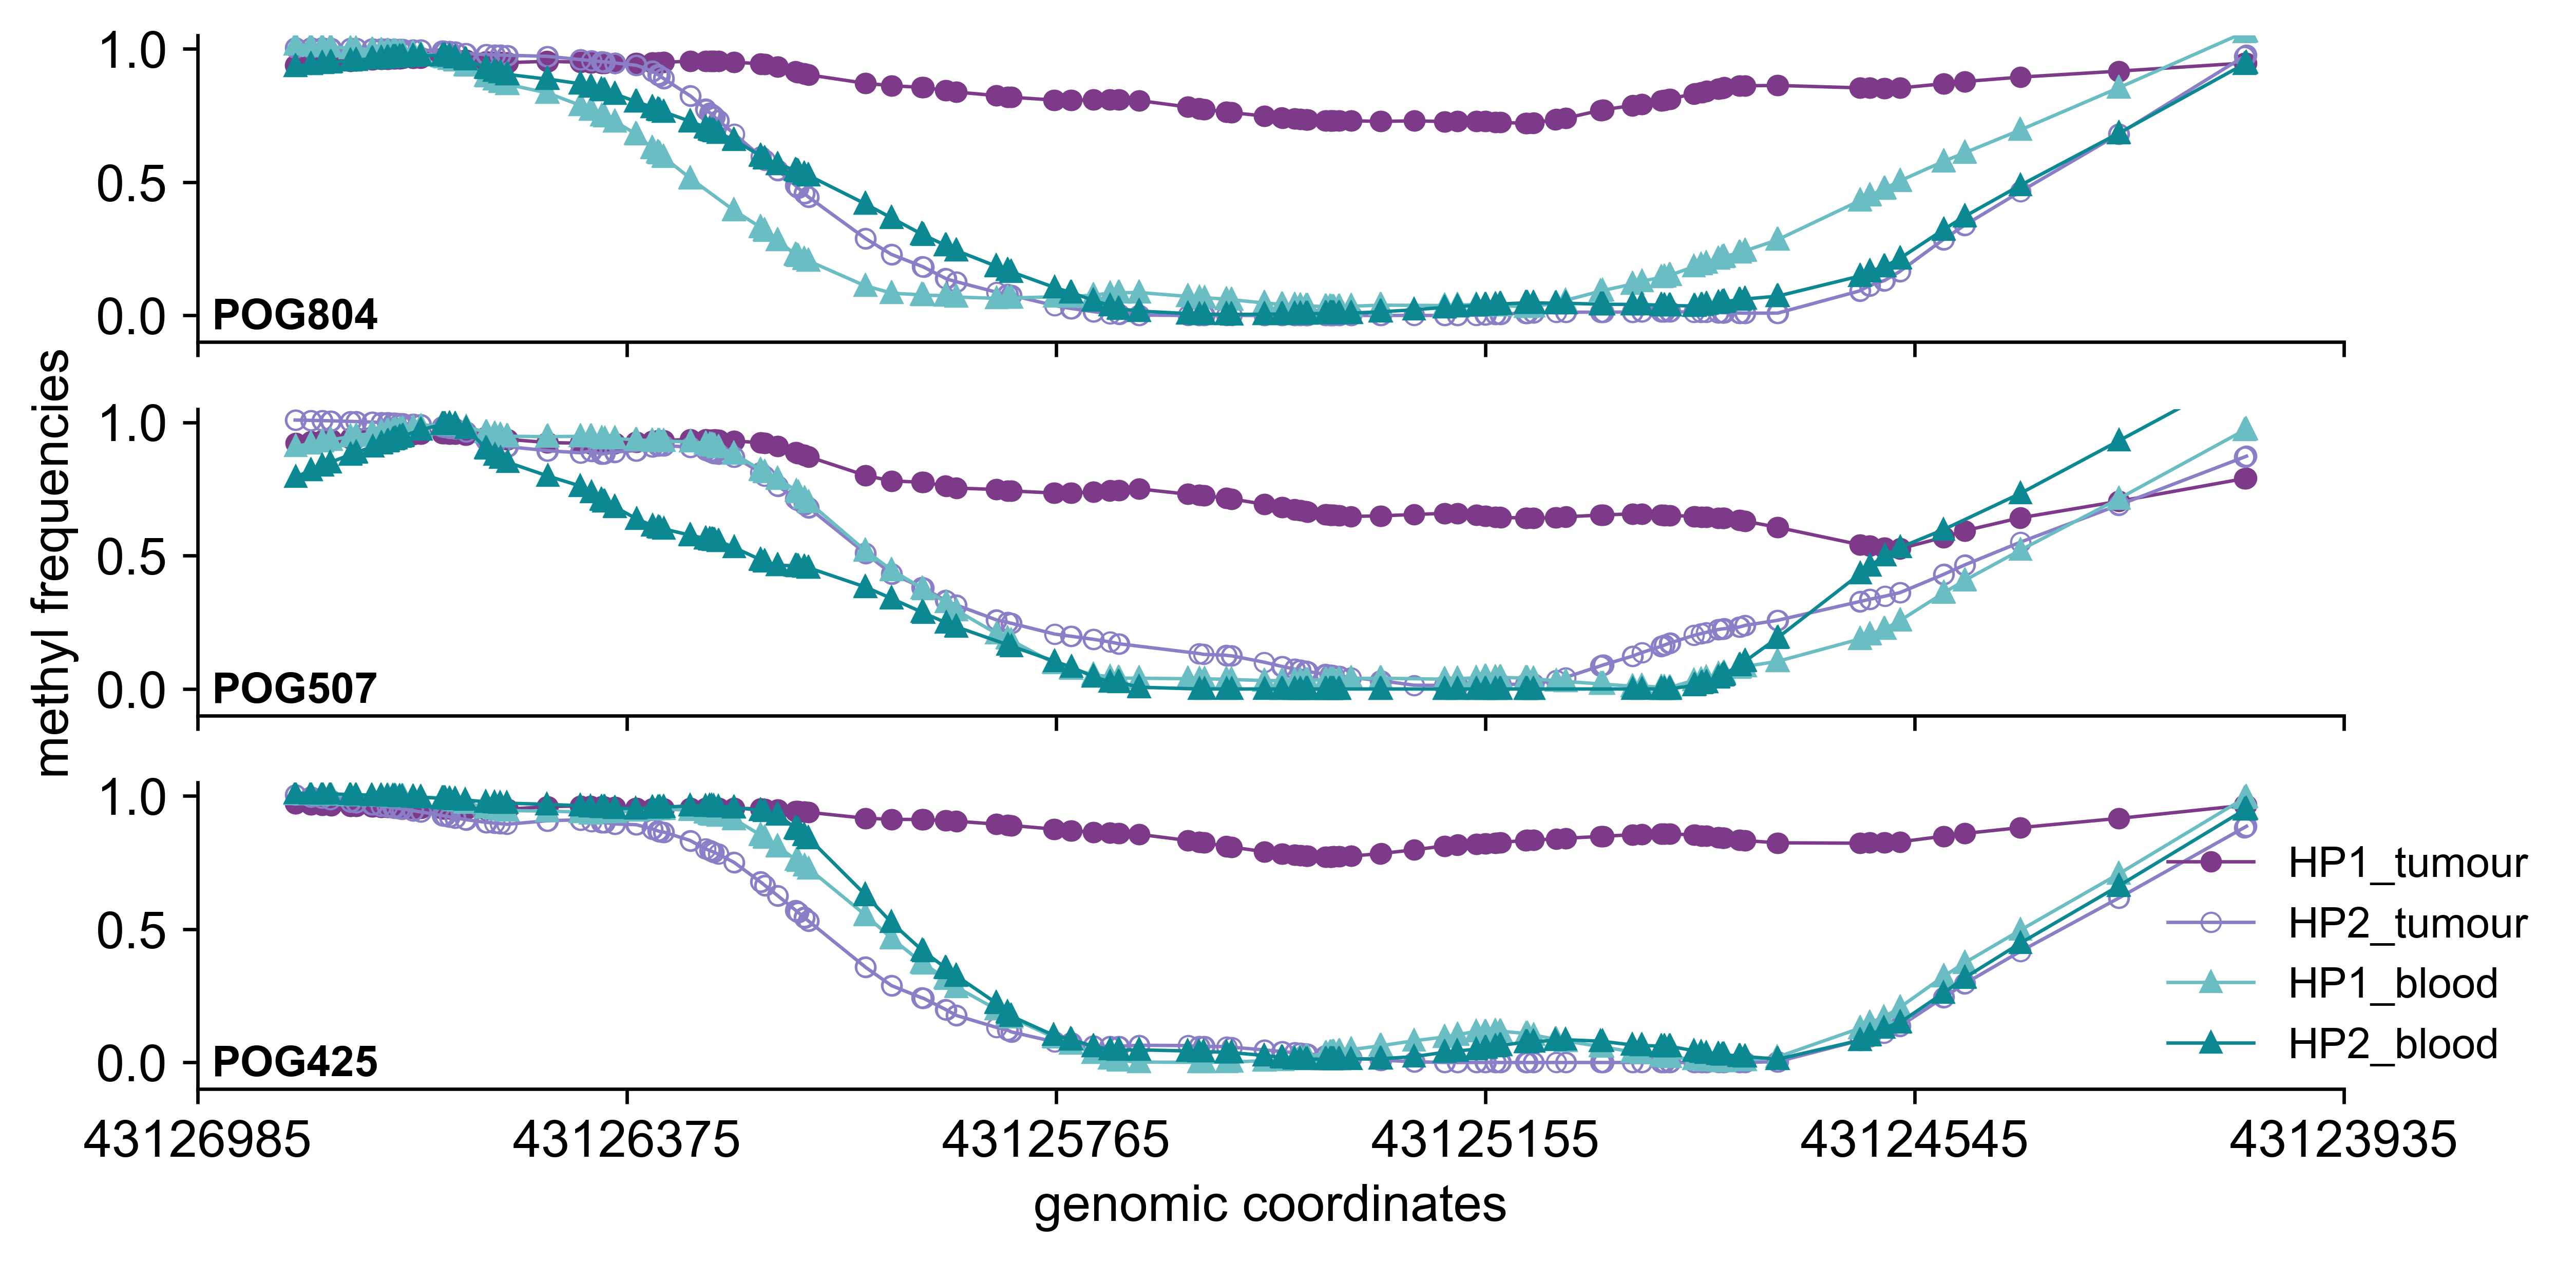 1.0
0.5
0.0
POG804
methyl frequencies
1.0
0.5
0.0
POG507
1.0
0.5
0.0
POG425
HP1_tumour
HP2_tumour
HP1_blood
HP2_blood
43126985 43126375 43125765 43125155 43124545 43123935
genomic coordinates